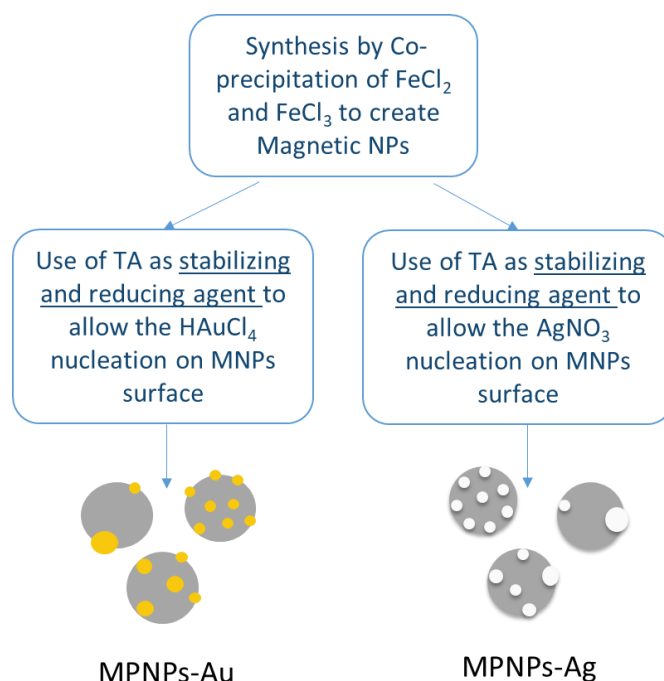 Synthesis by Co-
precipitation of FeCl₂
and FeCl₃ to create
Magnetic NPs
Use of TA as stabilizing
and reducing agent to
allow the HAuCl₄
nucleation on MNPs
surface
Use of TA as stabilizing
and reducing agent to
allow the AgNO₃
nucleation on MNPs
surface
MPNPs-Au
MPNPs-Ag